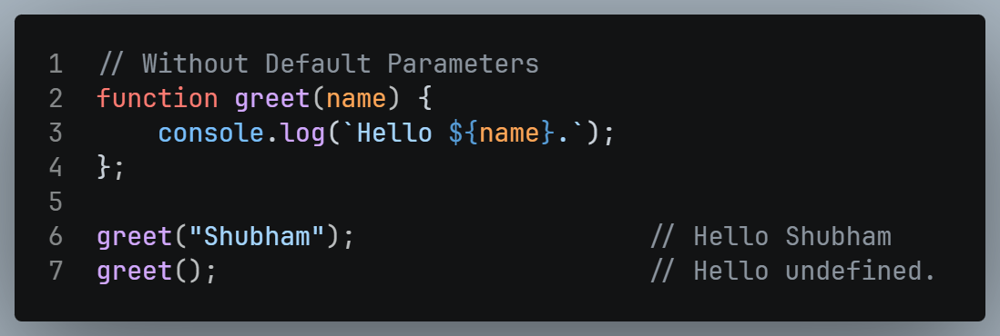 1 // Without Default Parameters
2 function greet(name) {
3     console.log(`Hello ${name}.`);
4 };
5
6 greet("Shubham");                    // Hello Shubham
7 greet();                             // Hello undefined.